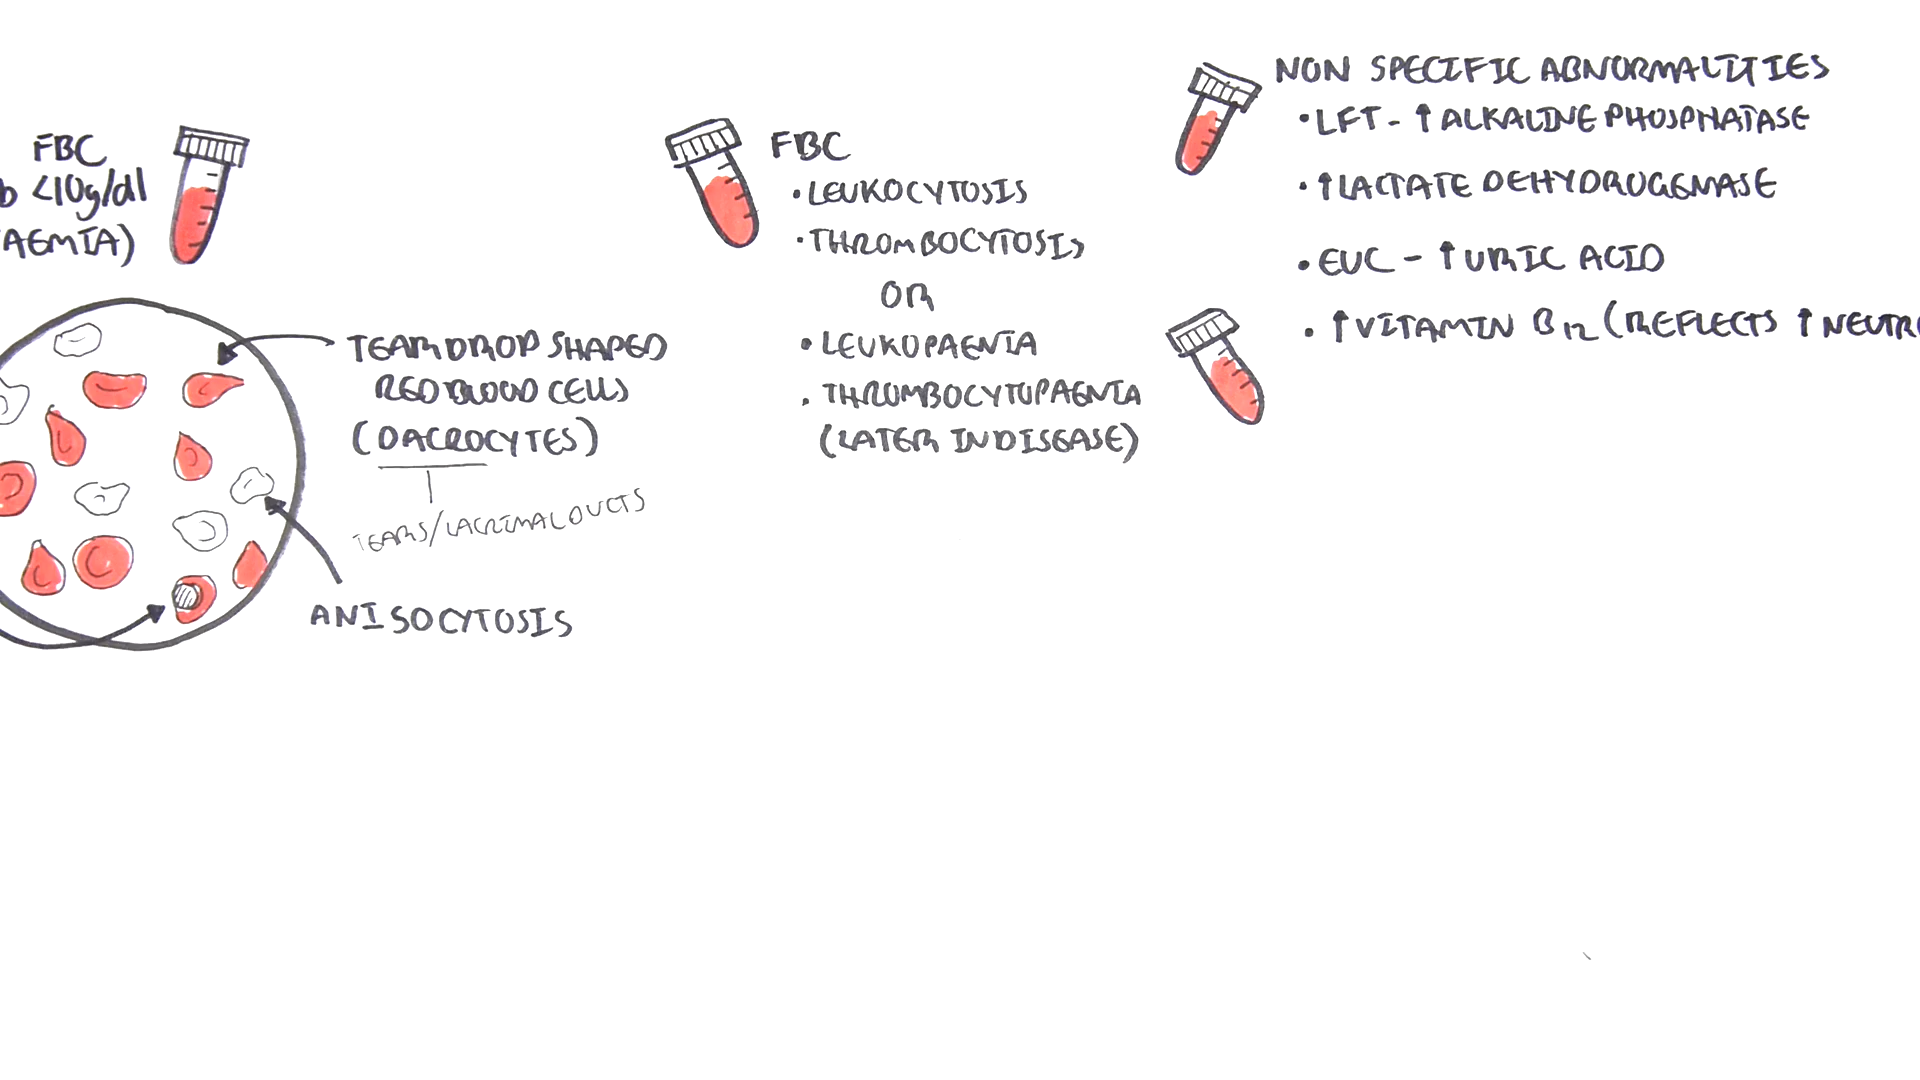 FBC
b <10g/dl
AEMIA)
TEARDROP SHAPED
RED BLOOD CELLS
(DACROCYTES)
TEARS/LACRIMAL DUCTS
ANISOCYTOSIS
FBC
• LEUKOCYTOSIS
• THROMBOCYTOSIS
OR
• LEUKOPAENIA
• THROMBOCYTOPAENIA
(LATER IN DISEASE)
NON SPECIFIC ABNORMALITIES
• LFT - ↑ ALKALINE PHOSPHATASE
• ↑ LACTATE DEHYDROGENASE
• EUC - ↑ URIC ACID
• ↑ VITAMIN B12 (REFLECTS ↑ NEUTRO